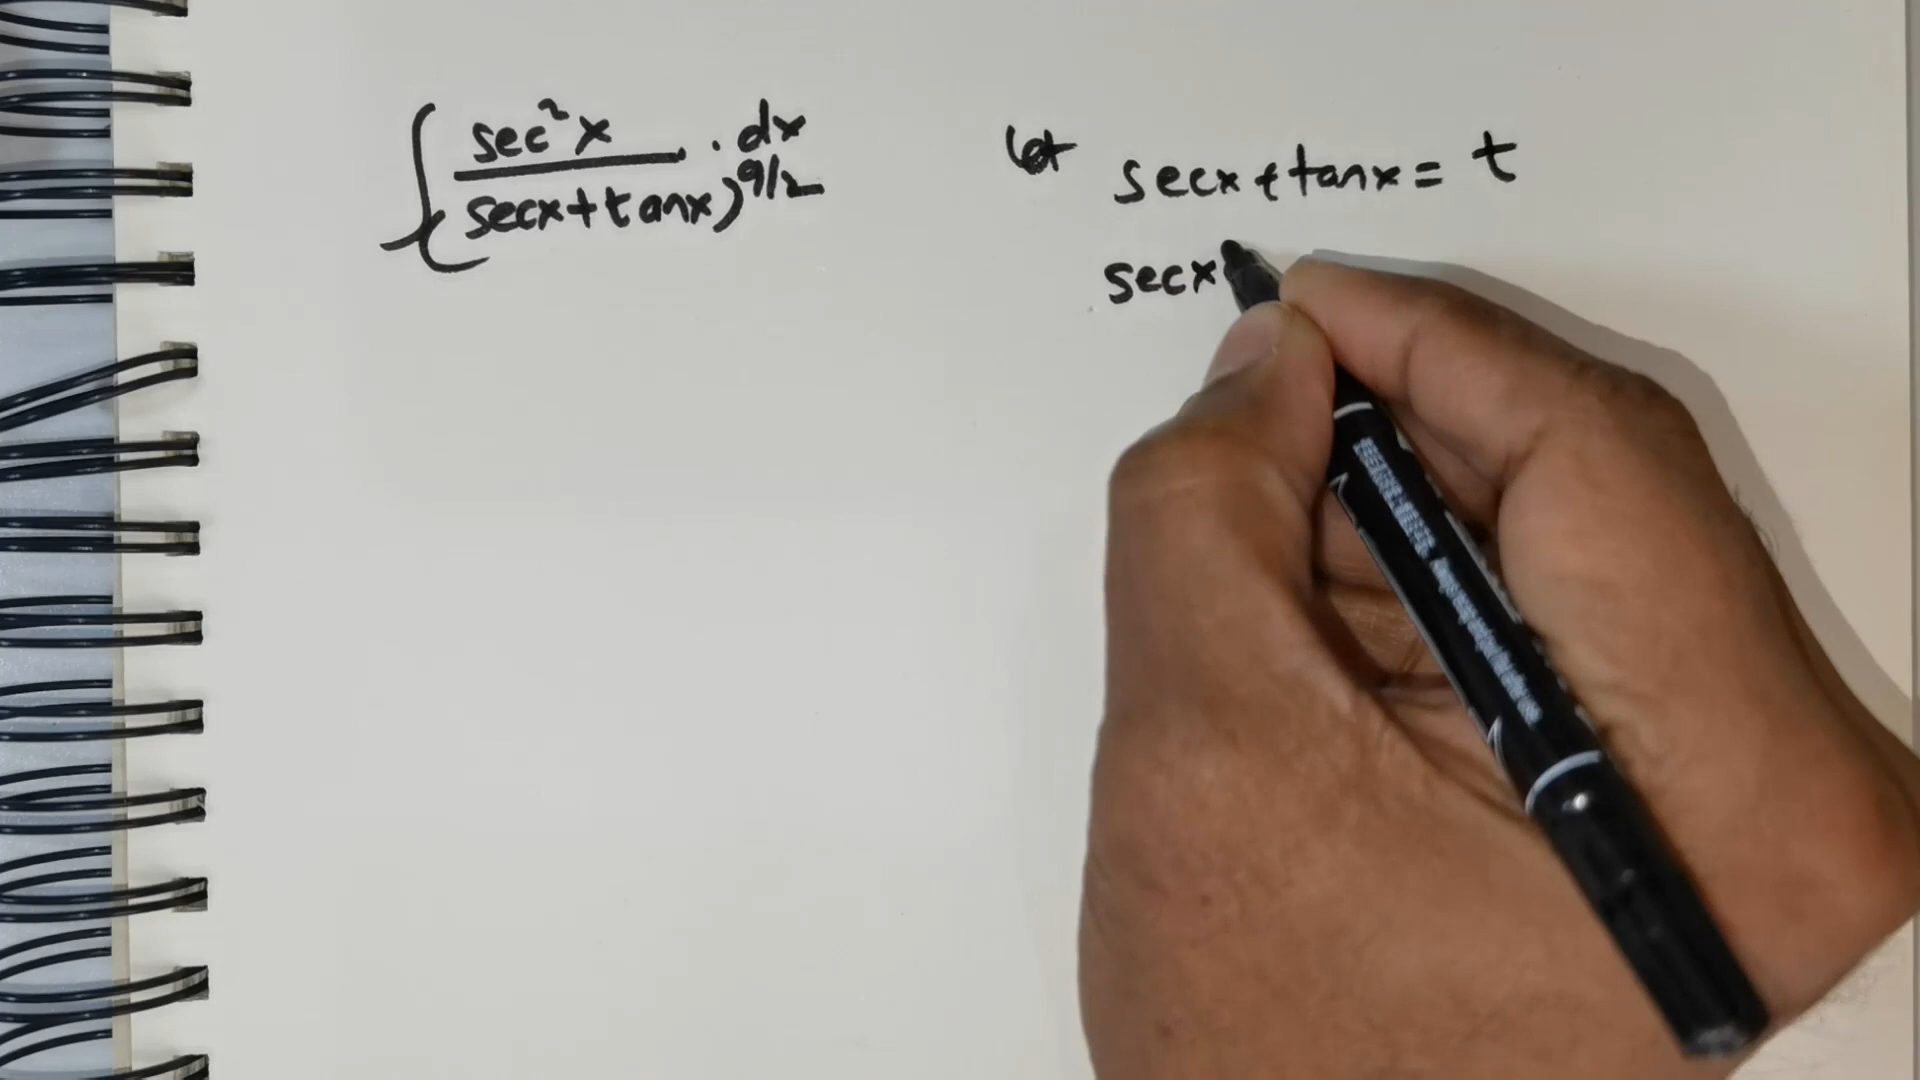 ∫ sec²x / (secx+tanx)^9/2 . dx
let secx+tanx = t
secx